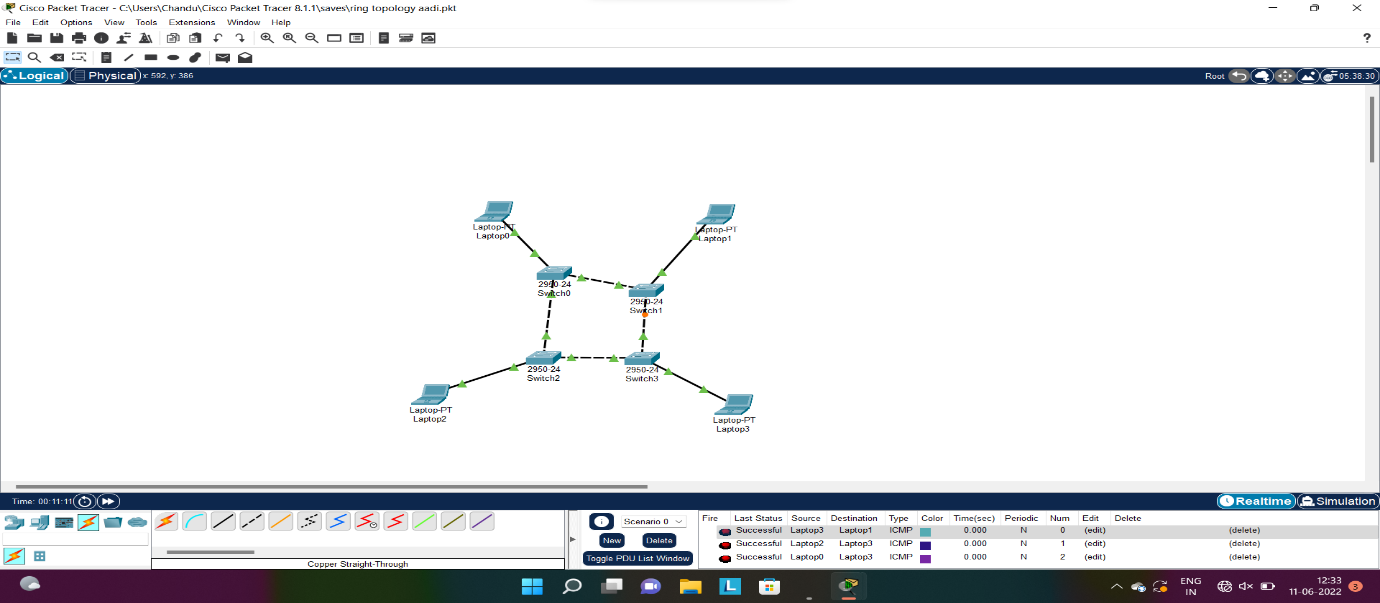 Cisco Packet Tracer - C:\Users\Chandu\Cisco Packet Tracer 8.1.1\saves\ring topology aadi.pkt
File Edit Options View Tools Extensions Window Help
?
Logical Physical x: 592, y: 386 Root 05:38:30
Laptop-PT
Laptop0
Laptop-PT
Laptop1
2950-24
Switch0
2950-24
Switch1
2950-24
Switch2
2950-24
Switch3
Laptop-PT
Laptop2
Laptop-PT
Laptop3
Time: 00:11:11 Realtime Simulation
Scenario 0
New Delete
Toggle PDU List Window
Copper Straight-Through
Fire Last Status Source Destination Type Color Time(sec) Periodic Num Edit Delete
Successful Laptop3 Laptop1 ICMP 0.000 N 0 (edit) (delete)
Successful Laptop2 Laptop3 ICMP 0.000 N 1 (edit) (delete)
Successful Laptop0 Laptop3 ICMP 0.000 N 2 (edit) (delete)
ENG
IN
12:33
11-06-2022
3